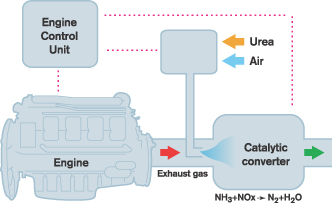 Engine
Control
Unit
Urea
Air
Engine
Exhaust gas
Catalytic
converter
NH3+NOx → N2+H2O